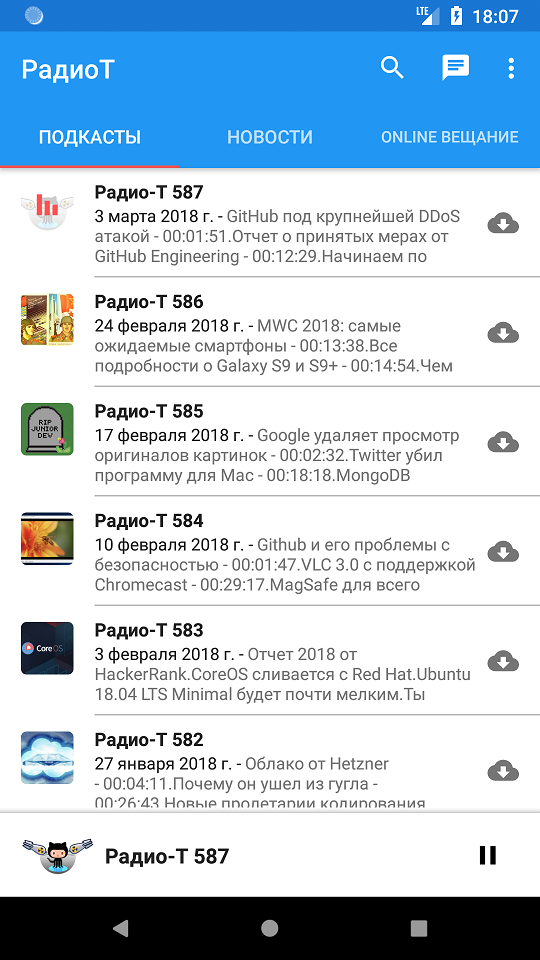 LTE 18:07
РадиоТ
ПОДКАСТЫ НОВОСТИ ONLINE ВЕЩАНИЕ
Радио-Т 587
3 марта 2018 г. - GitHub под крупнейшей DDoS
атакой - 00:01:51.Отчет о принятых мерах от
GitHub Engineering - 00:12:29.Начинаем по
Радио-Т 586
24 февраля 2018 г. - MWC 2018: самые
ожидаемые смартфоны - 00:13:38.Все
подробности о Galaxy S9 и S9+ - 00:14:54.Чем
RIP
JUNIOR
DEV
Радио-Т 585
17 февраля 2018 г. - Google удаляет просмотр
оригиналов картинок - 00:02:32.Twitter убил
программу для Mac - 00:18:18.MongoDB
Радио-Т 584
10 февраля 2018 г. - Github и его проблемы с
безопасностью - 00:01:47.VLC 3.0 с поддержкой
Chromecast - 00:29:17.MagSafe для всего
CoreOS
Радио-Т 583
3 февраля 2018 г. - Отчет 2018 от
HackerRank.CoreOS сливается с Red Hat.Ubuntu
18.04 LTS Minimal будет почти мелким.Ты
Радио-Т 582
27 января 2018 г. - Облако от Hetzner
- 00:04:11.Почему он ушел из гугла -
00:26:43.Новые пролетарии кодирования
Радио-Т 587